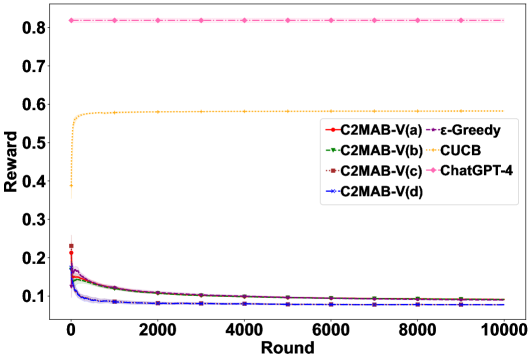 0.8
0.7
0.6
0.5
0.4
0.3
0.2
0.1
Reward
C2MAB-V(a)
C2MAB-V(b)
C2MAB-V(c)
C2MAB-V(d)
ε-Greedy
CUCB
ChatGPT-4
0 2000 4000 6000 8000 10000
Round